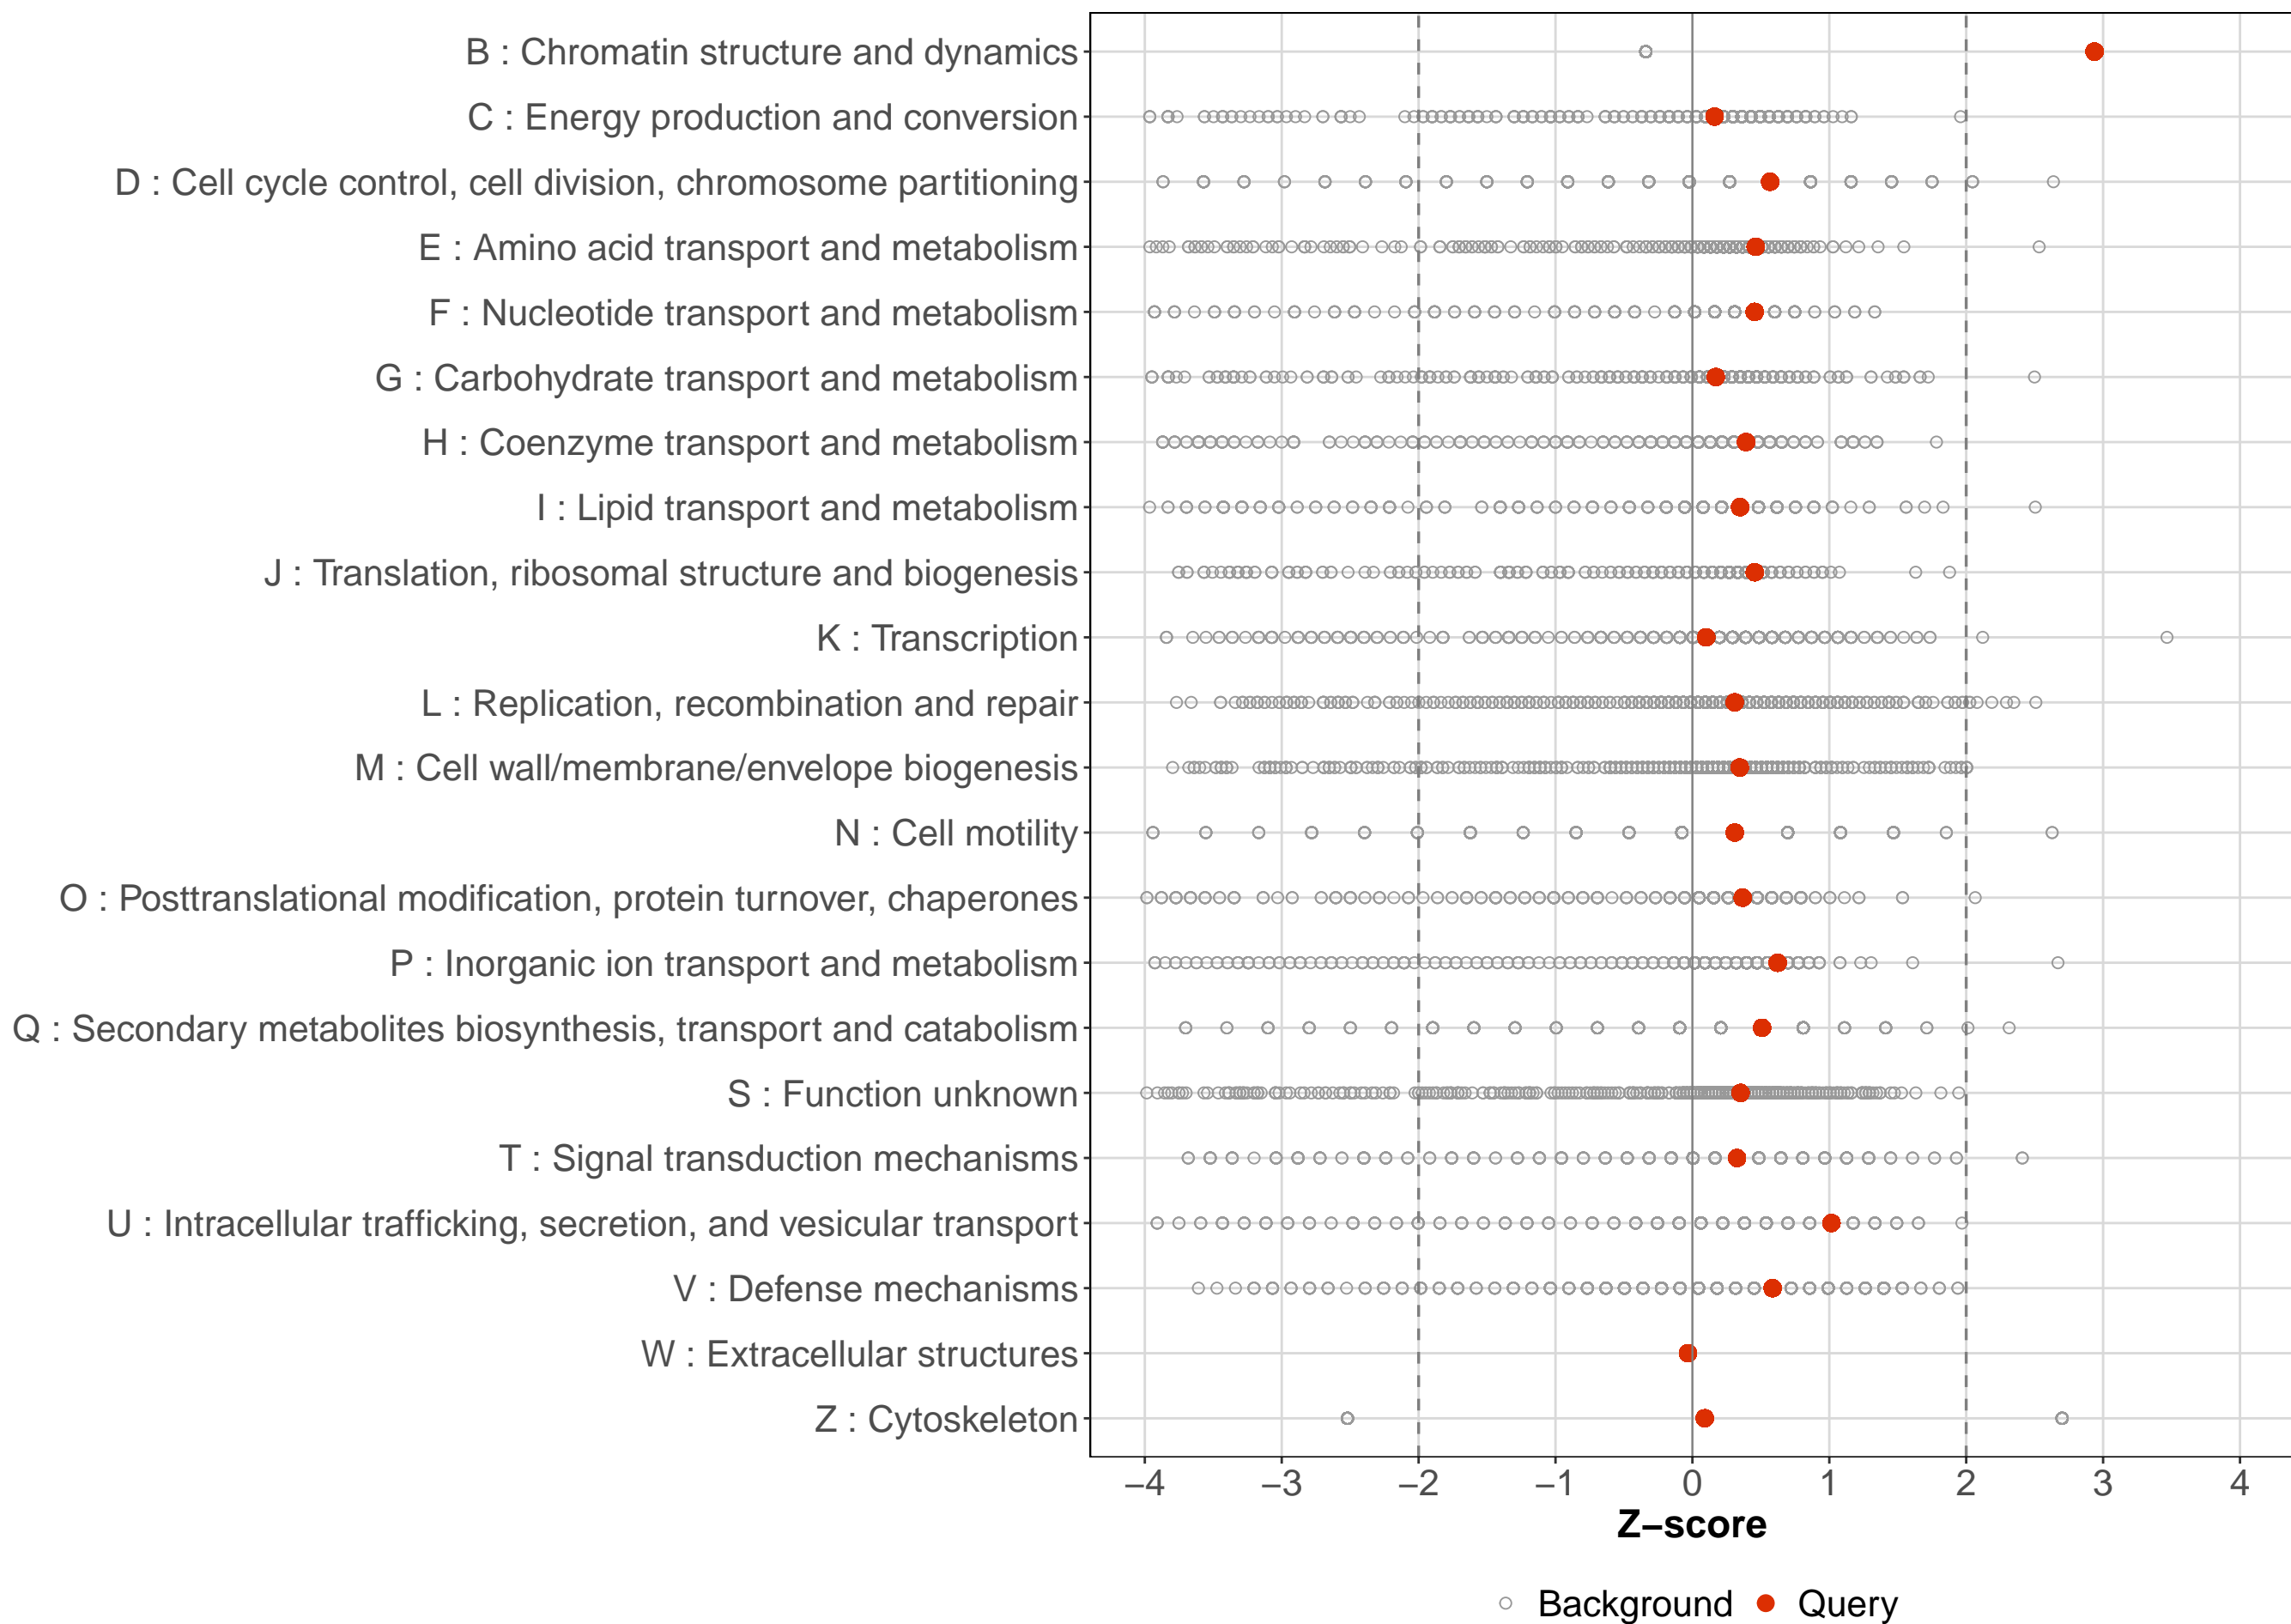 B : Chromatin structure and dynamics
C : Energy production and conversion
D : Cell cycle control, cell division, chromosome partitioning
E : Amino acid transport and metabolism
F : Nucleotide transport and metabolism
G : Carbohydrate transport and metabolism
H : Coenzyme transport and metabolism
I : Lipid transport and metabolism
J : Translation, ribosomal structure and biogenesis
K : Transcription
L : Replication, recombination and repair
M : Cell wall/membrane/envelope biogenesis
N : Cell motility
O : Posttranslational modification, protein turnover, chaperones
P : Inorganic ion transport and metabolism
Q : Secondary metabolites biosynthesis, transport and catabolism
S : Function unknown
T : Signal transduction mechanisms
U : Intracellular trafficking, secretion, and vesicular transport
V : Defense mechanisms
W : Extracellular structures
Z : Cytoskeleton
−4 −3 −2 −1 0 1 2 3 4
Z−score
Background Query